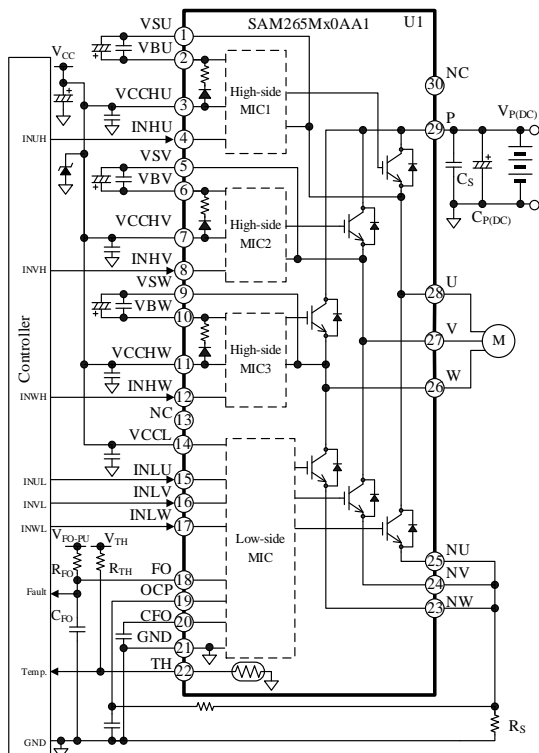 SAM265Mx0AA1
U1
VSU
1
VBU
2
VCC
VCCHU
3
INUH
INHU
4
High-side
MIC1
NC
30
P
29
VP(DC)
CS
CP(DC)
VSV
5
VBV
6
VCCHV
7
INVH
INHV
8
High-side
MIC2
VSW
9
VBW
10
VCCHW
11
INWH
INHW
12
High-side
MIC3
U
28
V
27
W
26
M
NC
13
VCCL
14
INUL
INLU
15
INVL
INLV
16
INWL
INLW
17
Low-side
MIC
VFO-PU
VTH
RFO
RTH
FO
18
Fault
OCP
19
CFO
CFO
20
GND
21
Temp.
TH
22
NU
25
NV
24
NW
23
RS
GND
Controller